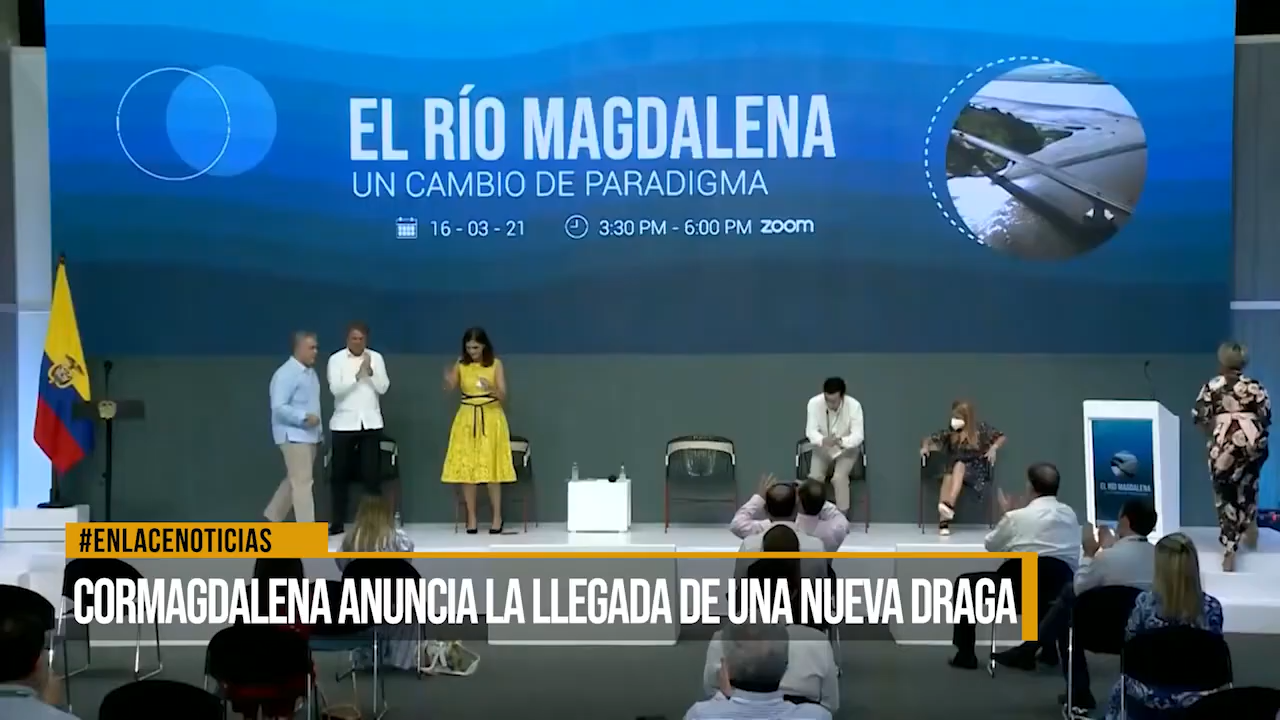 EL RÍO MAGDALENA
UN CAMBIO DE PARADIGMA
16 - 03 - 21 3:30 PM - 6:00 PM zoom
EL RÍO MAGDALENA
#ENLACENOTICIAS
CORMAGDALENA ANUNCIA LA LLEGADA DE UNA NUEVA DRAGA